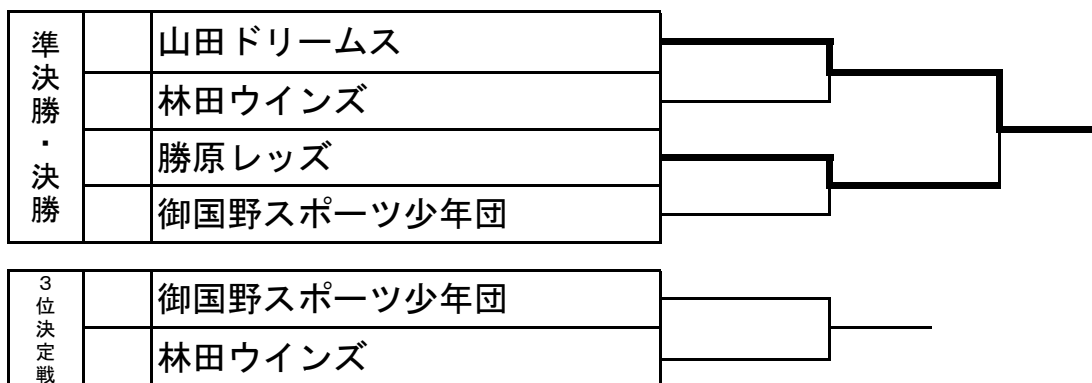 準決勝・決勝
山田ドリームス
林田ウインズ
勝原レッズ
御国野スポーツ少年団
３位決定戦
御国野スポーツ少年団
林田ウインズ